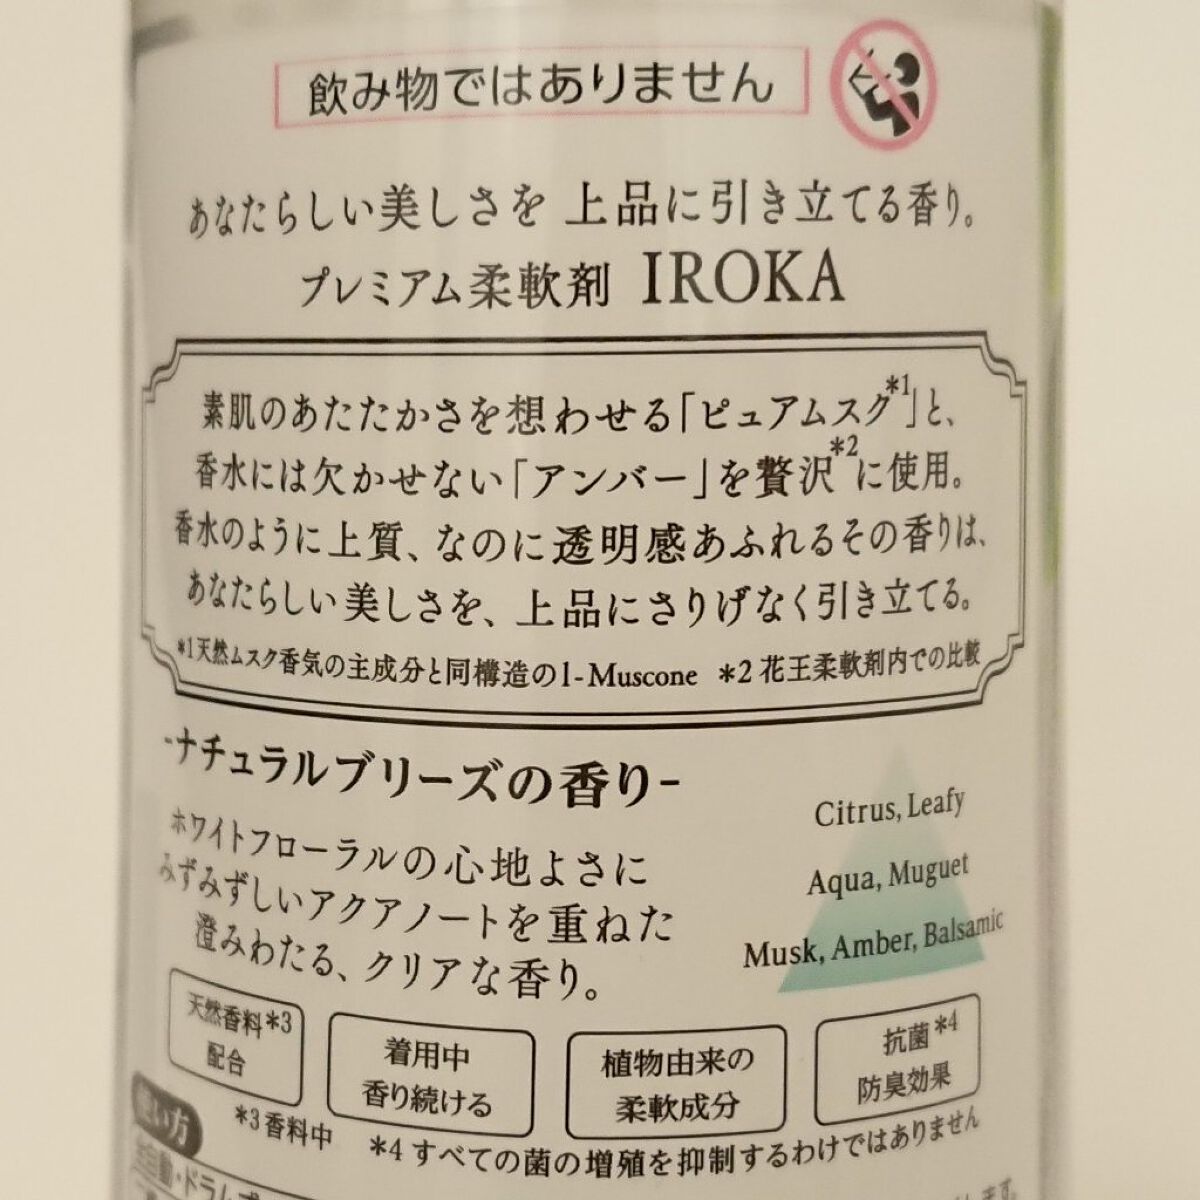 飲み物ではありません
あなたらしい美しさを 上品に引き立てる香り。
プレミアム柔軟剤 IROKA
素肌のあたたかさを想わせる「ピュアムスク*1」と、
香水には欠かせない「アンバー」を贅沢*2に使用。
香水のように上質、なのに透明感あふれるその香りは、
あなたらしい美しさを、上品にさりげなく引き立てる。
*1 天然ムスク香気の主成分と同構造のl-Muscone *2 花王柔軟剤内での比較
-ナチュラルブリーズの香り-
ホワイトフローラルの心地よさに
みずみずしいアクアノートを重ねた
澄みわたる、クリアな香り。
Citrus, Leafy
Aqua, Muguet
Musk, Amber, Balsamic
天然香料*3
配合
着用中
香り続ける
植物由来の
柔軟成分
抗菌*4
防臭効果
*3 香料中 *4 すべての菌の増殖を抑制するわけではありません
使い方
全自動・ドラム